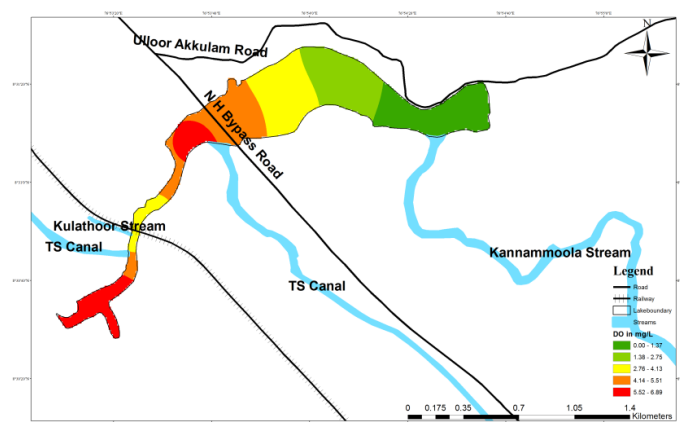 N
Ulloor Akkulam Road
N H Bypass Road
Kulathoor Stream
TS Canal
Kannammoola Stream
TS Canal
Legend
Road
Railway
Lakeboundary
Streams
DO in mg/L
0.00 - 1.37
1.38 - 2.75
2.76 - 4.13
4.14 - 5.51
5.52 - 6.89
0 0.175 0.35 0.7 1.05 1.4
Kilometers